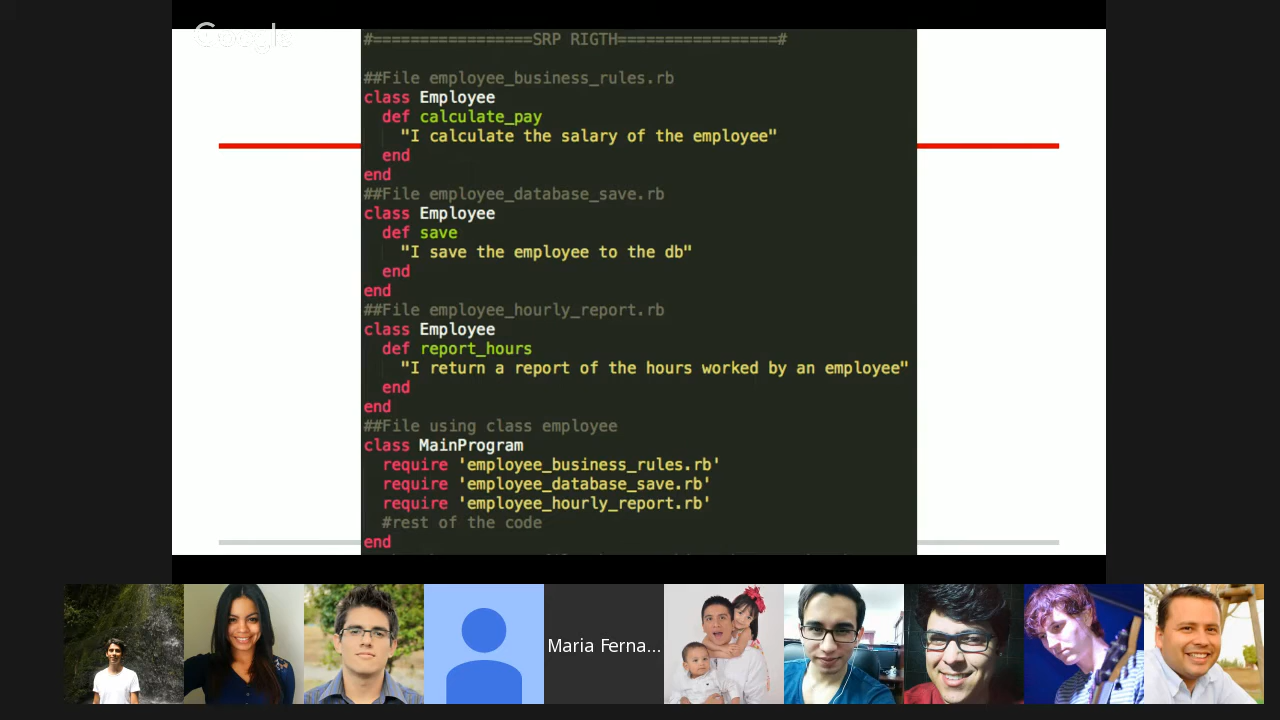 Google
#=================SRP RIGTH================#
##File employee_business_rules.rb
class Employee
  def calculate_pay
    "I calculate the salary of the employee"
  end
end
##File employee_database_save.rb
class Employee
  def save
    "I save the employee to the db"
  end
end
##File employee_hourly_report.rb
class Employee
  def report_hours
    "I return a report of the hours worked by an employee"
  end
end
##File using class employee
class MainProgram
  require 'employee_business_rules.rb'
  require 'employee_database_save.rb'
  require 'employee_hourly_report.rb'
  #rest of the code
end
Maria Ferna...